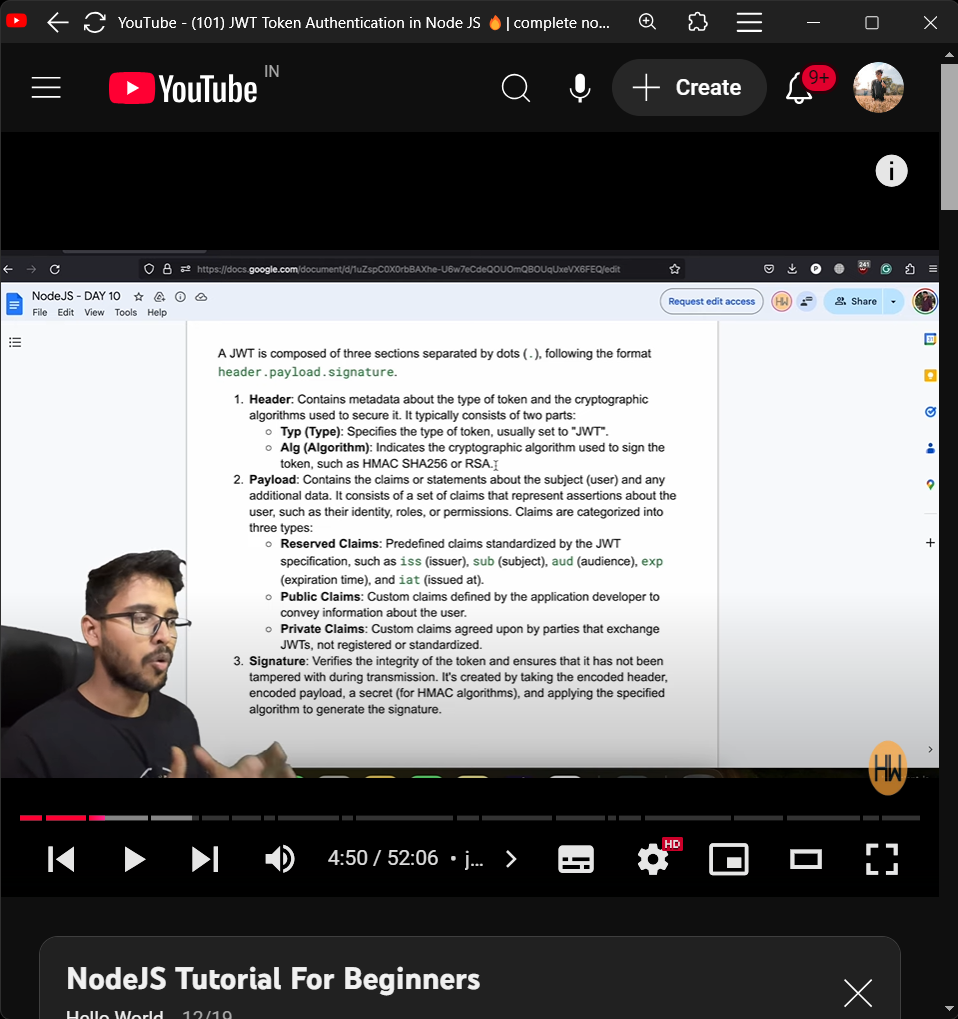 YouTube - (101) JWT Token Authentication in Node JS 🔥 | complete no...
YouTube IN
Create
9+
https://docs.google.com/document/d/1uZspC0X0rbBAXhe-U6w7eCdeQOUOmQBOUqUxeVX6FEQ/edit
241
NodeJS - DAY 10
File Edit View Tools Help
Request edit access
HW
Share
A JWT is composed of three sections separated by dots (.), following the format
header.payload.signature.
1. Header: Contains metadata about the type of token and the cryptographic
algorithms used to secure it. It typically consists of two parts:
○ Typ (Type): Specifies the type of token, usually set to "JWT".
○ Alg (Algorithm): Indicates the cryptographic algorithm used to sign the
token, such as HMAC SHA256 or RSA.
2. Payload: Contains the claims or statements about the subject (user) and any
additional data. It consists of a set of claims that represent assertions about the
user, such as their identity, roles, or permissions. Claims are categorized into
three types:
○ Reserved Claims: Predefined claims standardized by the JWT
specification, such as iss (issuer), sub (subject), aud (audience), exp
(expiration time), and iat (issued at).
○ Public Claims: Custom claims defined by the application developer to
convey information about the user.
○ Private Claims: Custom claims agreed upon by parties that exchange
JWTs, not registered or standardized.
3. Signature: Verifies the integrity of the token and ensures that it has not been
tampered with during transmission. It's created by taking the encoded header,
encoded payload, a secret (for HMAC algorithms), and applying the specified
algorithm to generate the signature.
HW
4:50 / 52:06 • j...
HD
NodeJS Tutorial For Beginners
Hello World 12/19